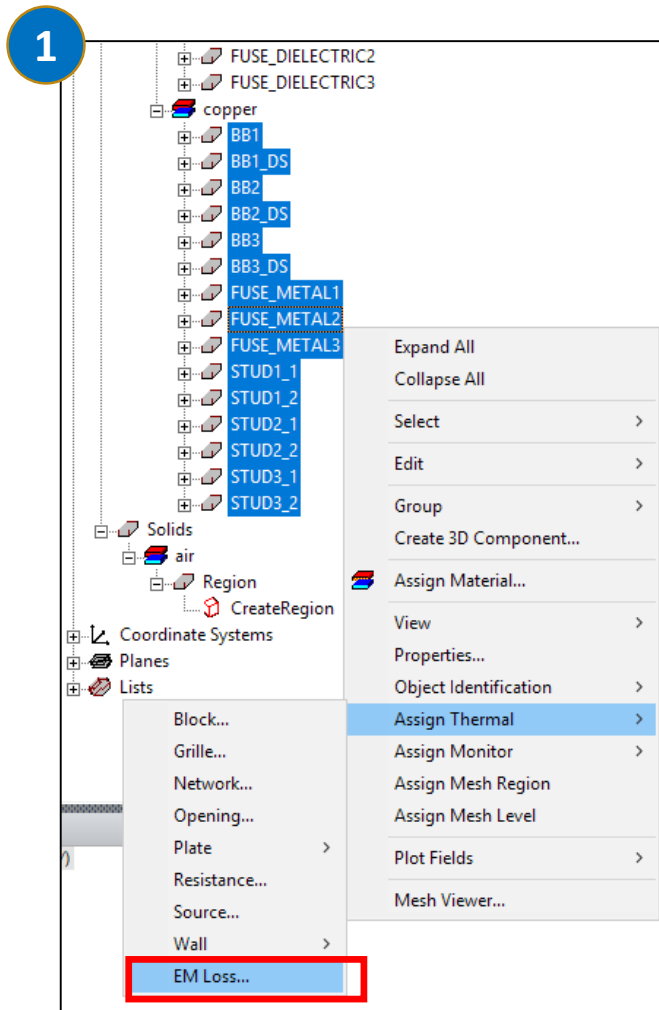 1
FUSE_DIELECTRIC2
FUSE_DIELECTRIC3
copper
BB1
BB1_DS
BB2
BB2_DS
BB3
BB3_DS
FUSE_METAL1
FUSE_METAL2
FUSE_METAL3
STUD1_1
STUD1_2
STUD2_1
STUD2_2
STUD3_1
STUD3_2
Solids
air
Region
CreateRegion
Coordinate Systems
Planes
Lists
Expand All
Collapse All
Select
Edit
Group
Create 3D Component...
Assign Material...
View
Properties...
Object Identification
Assign Thermal
Assign Monitor
Assign Mesh Region
Assign Mesh Level
Plot Fields
Mesh Viewer...
Block...
Grille...
Network...
Opening...
Plate
Resistance...
Source...
Wall
EM Loss...